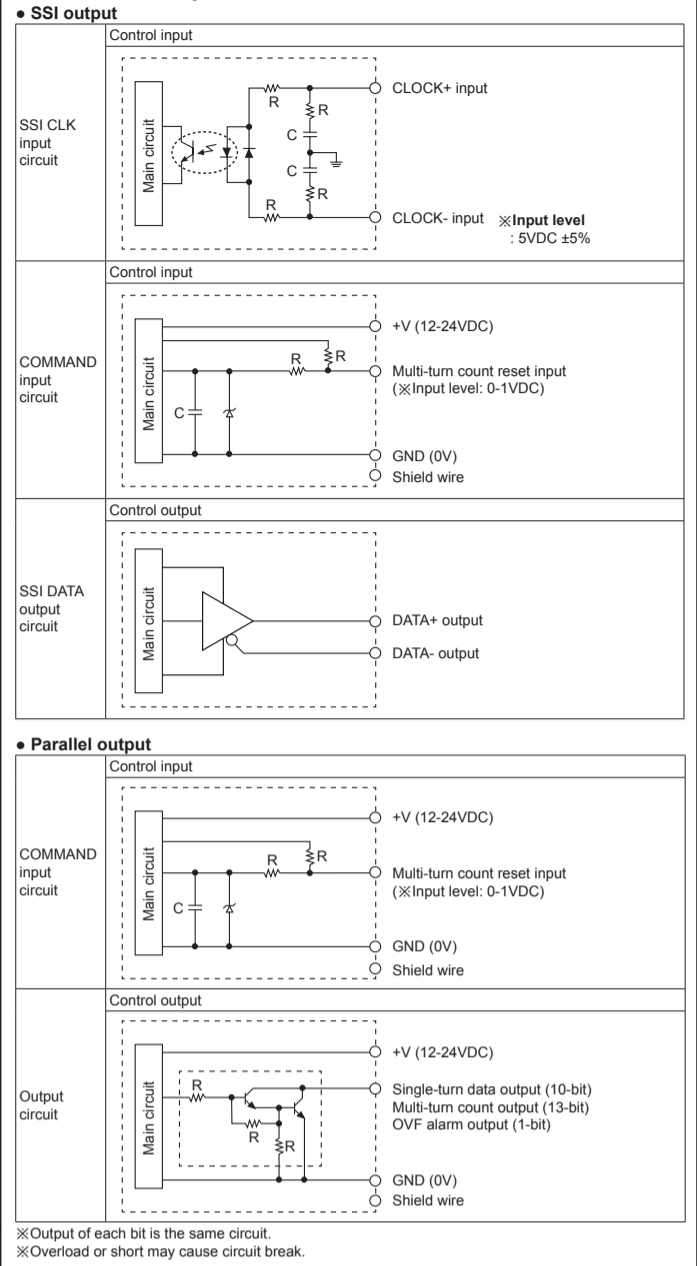 ● SSI output
Control input
SSI CLK
input
circuit
Main circuit
R
R
C
C
R
R
CLOCK+ input
CLOCK- input ※Input level
: 5VDC ±5%
Control input
COMMAND
input
circuit
Main circuit
C
R
R
+V (12-24VDC)
Multi-turn count reset input
(※Input level: 0-1VDC)
GND (0V)
Shield wire
Control output
SSI DATA
output
circuit
Main circuit
DATA+ output
DATA- output
● Parallel output
Control input
COMMAND
input
circuit
Main circuit
C
R
R
+V (12-24VDC)
Multi-turn count reset input
(※Input level: 0-1VDC)
GND (0V)
Shield wire
Control output
Output
circuit
Main circuit
R
R
R
+V (12-24VDC)
Single-turn data output (10-bit)
Multi-turn count output (13-bit)
OVF alarm output (1-bit)
GND (0V)
Shield wire
※Output of each bit is the same circuit.
※Overload or short may cause circuit break.